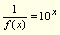 1/f(x) = 10^x